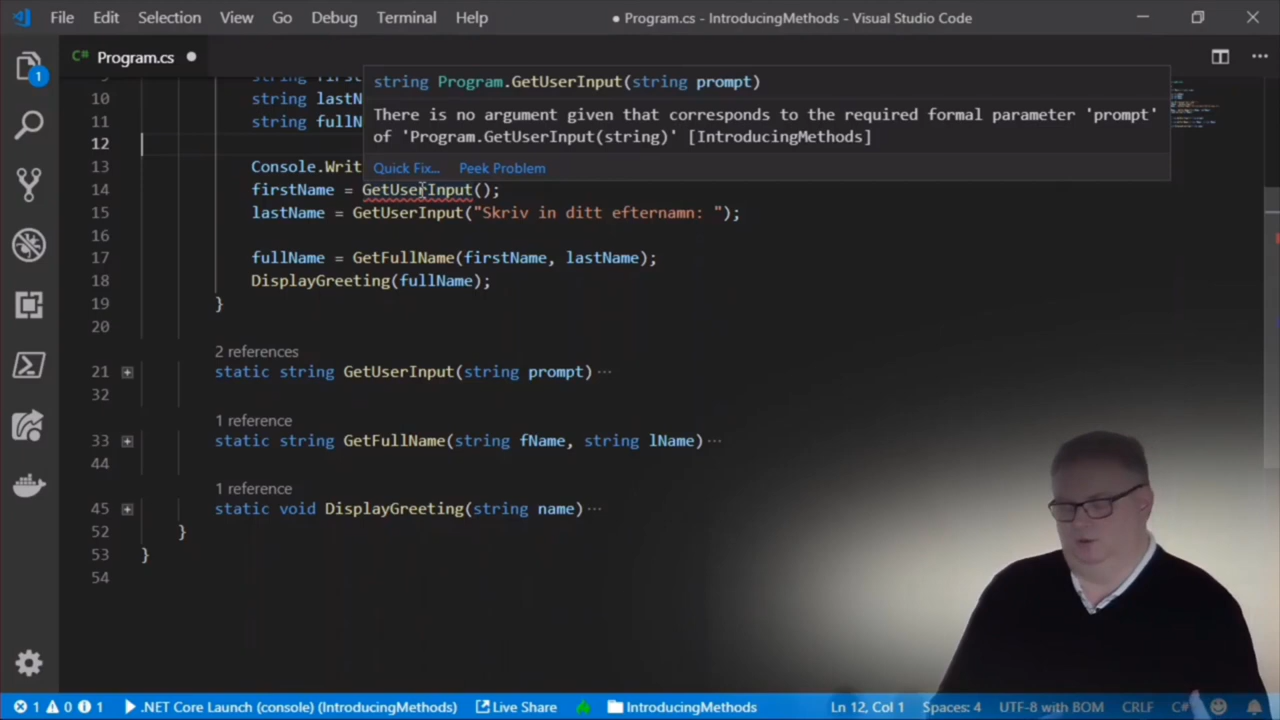 File Edit Selection View Go Debug Terminal Help ● Program.cs - IntroducingMethods - Visual Studio Code
C# Program.cs
1
string Program.GetUserInput(string prompt)
There is no argument given that corresponds to the required formal parameter 'prompt'
of 'Program.GetUserInput(string)' [IntroducingMethods]
Quick Fix... Peek Problem
10 string lastN
11 string fullN
12
13 Console.Writ
14 firstName = GetUserInput();
15 lastName = GetUserInput("Skriv in ditt efternamn: ");
16
17 fullName = GetFullName(firstName, lastName);
18 DisplayGreeting(fullName);
19 }
20
2 references
21 static string GetUserInput(string prompt)...
32
1 reference
33 static string GetFullName(string fName, string lName)...
44
1 reference
45 static void DisplayGreeting(string name)...
52 }
53 }
54
1 0 1 .NET Core Launch (console) (IntroducingMethods) Live Share IntroducingMethods Ln 12, Col 1 Spaces: 4 UTF-8 with BOM CRLF C#